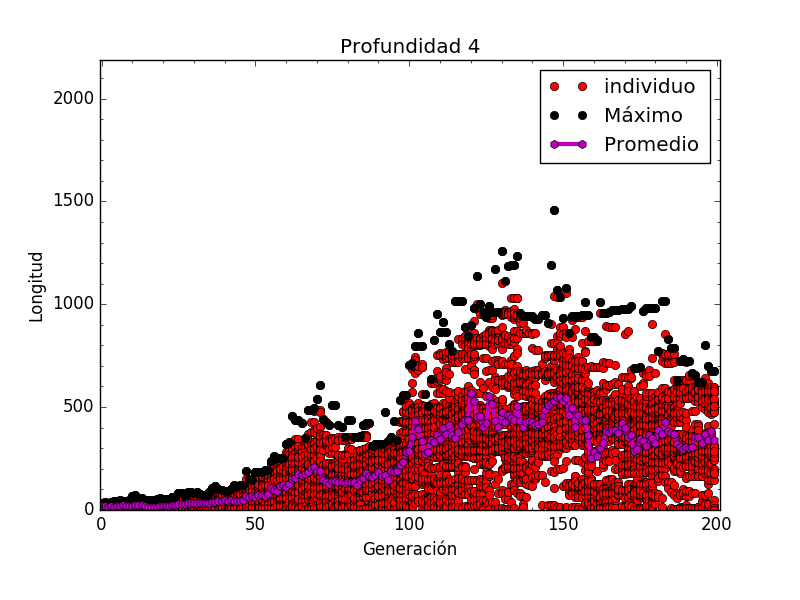 Profundidad 4
individuo
Máximo
Promedio
Longitud
2000
1500
1000
500
0
0 50 100 150 200
Generación